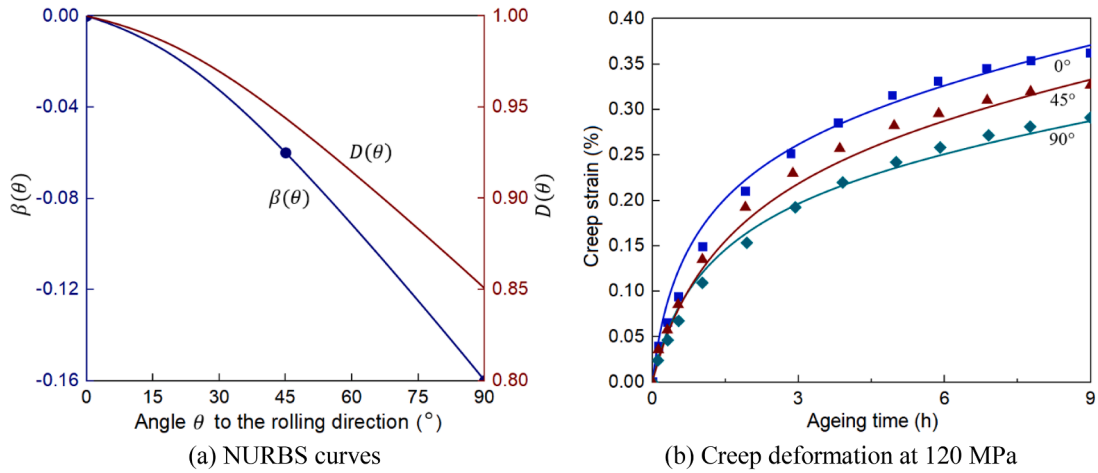 0.00
-0.04
-0.08
-0.12
-0.16
β(θ)
1.00
0.95
0.90
0.85
0.80
D(θ)
D(θ)
β(θ)
0 15 30 45 60 75 90
Angle θ to the rolling direction (°)
(a) NURBS curves
0.40
0.35
0.30
0.25
0.20
0.15
0.10
0.05
0.00
Creep strain (%)
0°
45°
90°
0 3 6 9
Ageing time (h)
(b) Creep deformation at 120 MPa